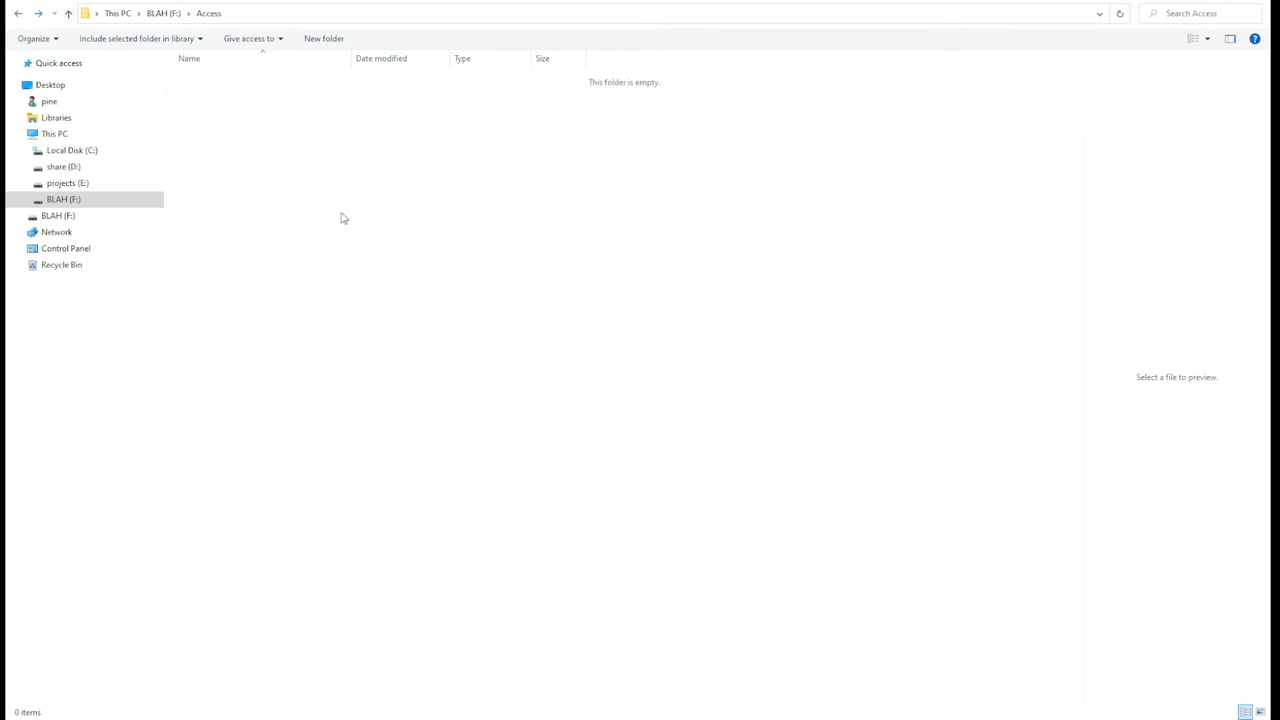 This PC > BLAH (F:) > Access
Search Access
Organize Include selected folder in library Give access to New folder
Name Date modified Type Size
This folder is empty.
Quick access
Desktop
pine
Libraries
This PC
Local Disk (C:)
share (D:)
projects (E:)
BLAH (F:)
BLAH (F:)
Network
Control Panel
Recycle Bin
Select a file to preview.
0 items